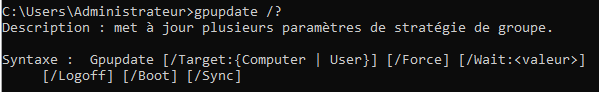 C:\Users\Administrateur>gpupdate /?
Description : met à jour plusieurs paramètres de stratégie de groupe.
Syntaxe :  Gpupdate [/Target:{Computer | User}] [/Force] [/Wait:<valeur>]
     [/Logoff] [/Boot] [/Sync]